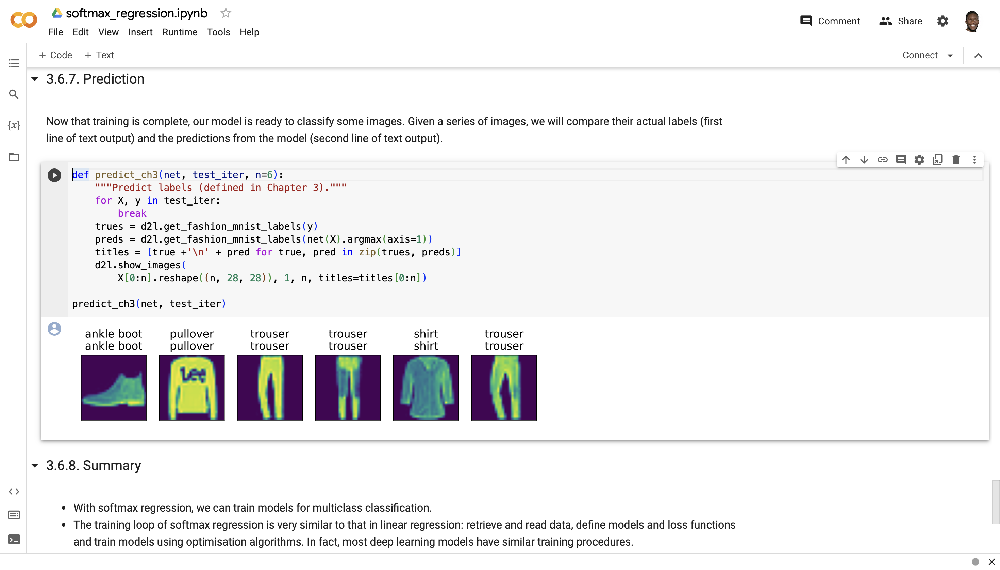 softmax_regression.ipynb
File Edit View Insert Runtime Tools Help
Comment Share
+ Code + Text
Connect
3.6.7. Prediction
{x}
Now that training is complete, our model is ready to classify some images. Given a series of images, we will compare their actual labels (first
line of text output) and the predictions from the model (second line of text output).
def predict_ch3(net, test_iter, n=6):
    """Predict labels (defined in Chapter 3)."""
    for X, y in test_iter:
        break
    trues = d2l.get_fashion_mnist_labels(y)
    preds = d2l.get_fashion_mnist_labels(net(X).argmax(axis=1))
    titles = [true +'\n' + pred for true, pred in zip(trues, preds)]
    d2l.show_images(
        X[0:n].reshape((n, 28, 28)), 1, n, titles=titles[0:n])
predict_ch3(net, test_iter)
ankle boot pullover trouser trouser shirt trouser
ankle boot pullover trouser trouser shirt trouser
Lee
3.6.8. Summary
• With softmax regression, we can train models for multiclass classification.
• The training loop of softmax regression is very similar to that in linear regression: retrieve and read data, define models and loss functions
and train models using optimisation algorithms. In fact, most deep learning models have similar training procedures.